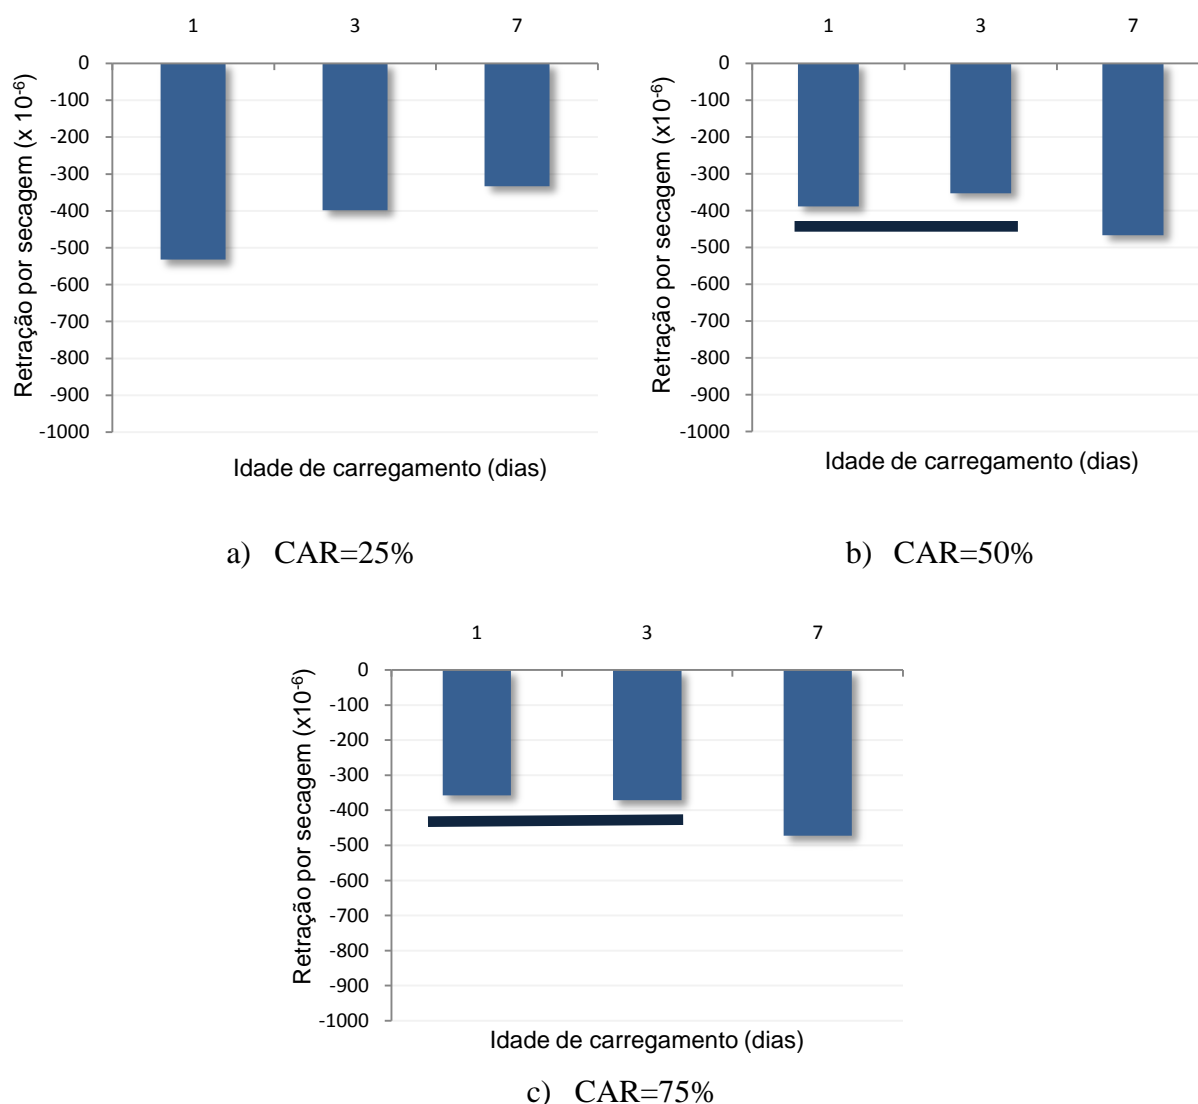 1 3 7
0
-100
-200
-300
-400
-500
-600
-700
-800
-900
-1000
Retração por secagem (x 10-6)
Idade de carregamento (dias)
a) CAR=25%
1 3 7
0
-100
-200
-300
-400
-500
-600
-700
-800
-900
-1000
Retração por secagem (x10-6)
Idade de carregamento (dias)
b) CAR=50%
1 3 7
0
-100
-200
-300
-400
-500
-600
-700
-800
-900
-1000
Retração por secagem (x10-6)
Idade de carregamento (dias)
c) CAR=75%